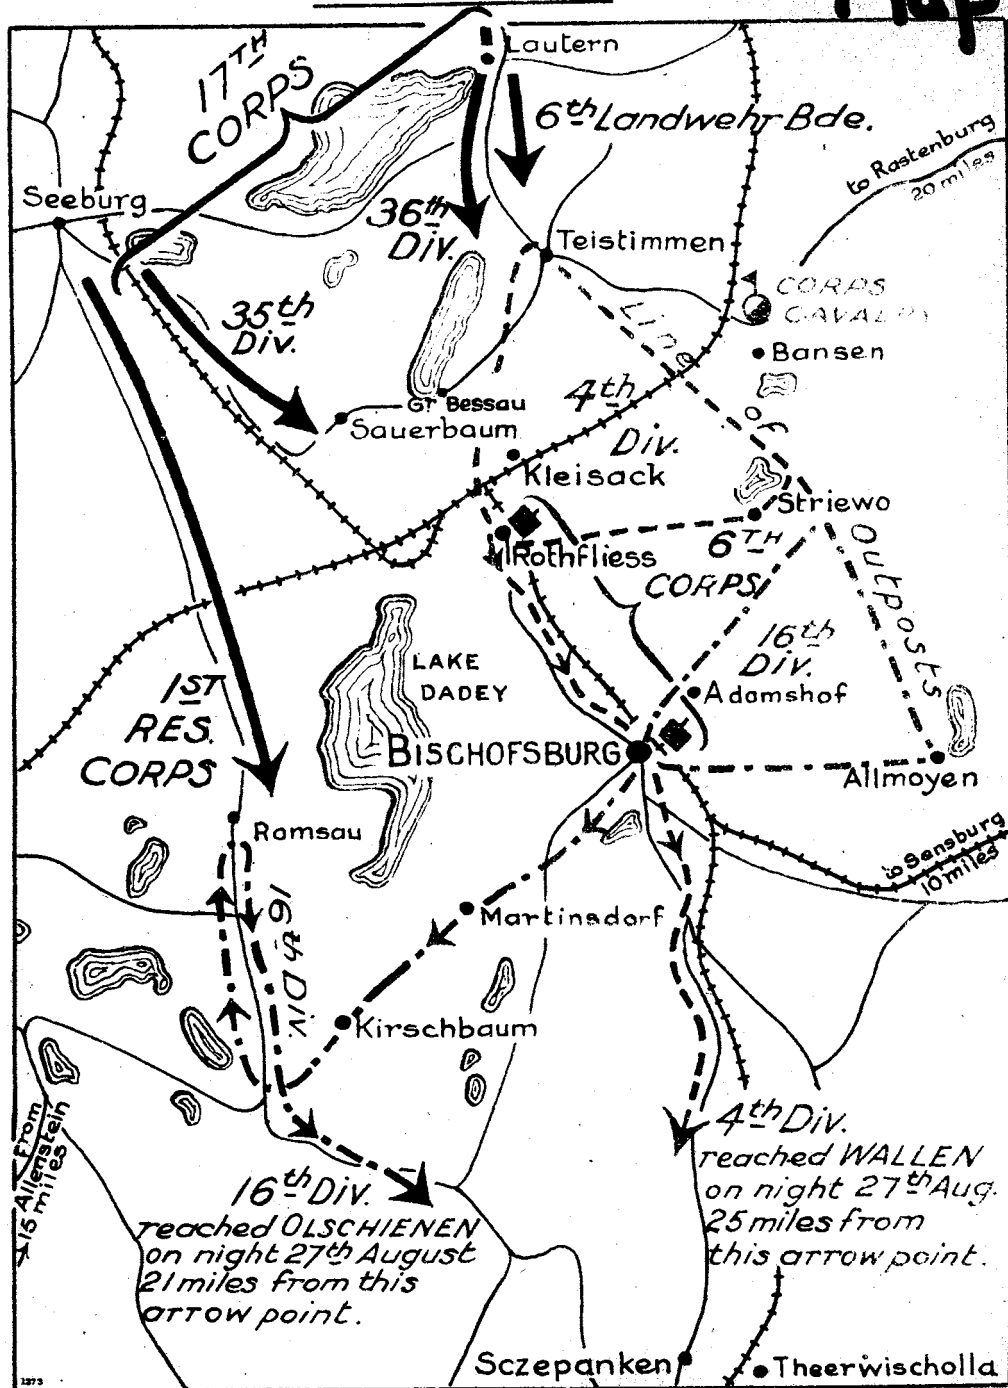 Map
Lautern
17TH
CORPS
6th Landwehr Bde.
to Rastenburg
20 miles
Seeburg
36th
Div.
Teistimmen
CORPS
CAVALRY
35th
Div.
Line of Outposts
Bansen
4th
Div.
Gr Bessau
Sauerbaum
Kleisack
Striewo
Rothfliess
6TH
CORPS
16th
Div.
LAKE
DADEY
Adamshof
1ST
RES.
CORPS
BISCHOFSBURG
Allmoyen
Ramsau
to Sensburg
10 miles
16th Div.
Martinsdorf
Kirschbaum
From
Allenstein
15 miles
4th Div.
reached WALLEN
on night 27th Aug.
25 miles from
this arrow point.
16th Div.
reached OLSCHIENEN
on night 27th August
21 miles from this
arrow point.
Sczepanken
Theerwischolla
1373